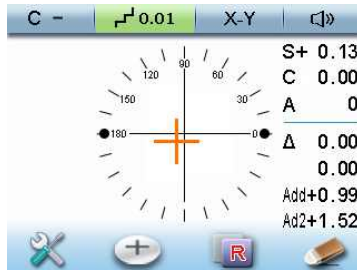 C - 0.01 X-Y
S+ 0.13
C 0.00
A 0
Δ 0.00
0.00
Add+0.99
Ad2+1.52
90
120 60
150 30
180 0
R